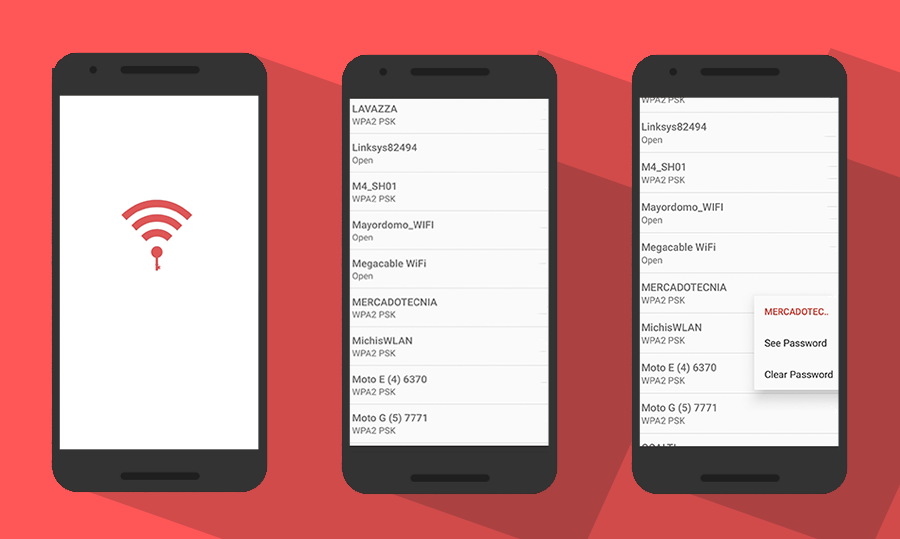 LAVAZZA
WPA2 PSK
Linksys82494
Open
M4_SH01
WPA2 PSK
Mayordomo_WIFI
Open
Megacable WiFi
Open
MERCADOTECNIA
WPA2 PSK
MichisWLAN
WPA2 PSK
Moto E (4) 6370
WPA2 PSK
Moto G (5) 7771
WPA2 PSK
WPA2 PSK
Linksys82494
Open
M4_SH01
WPA2 PSK
Mayordomo_WIFI
Open
Megacable WiFi
Open
MERCADOTECNIA
WPA2 PSK
MichisWLAN
WPA2 PSK
Moto E (4) 6370
WPA2 PSK
Moto G (5) 7771
WPA2 PSK
MERCADOTEC..
See Password
Clear Password